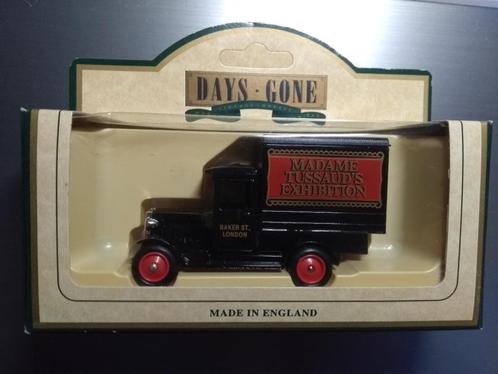 DAYS-GONE
MADAME
TUSSAUD'S
EXHIBITION
BAKER ST.,
LONDON
MADE IN ENGLAND